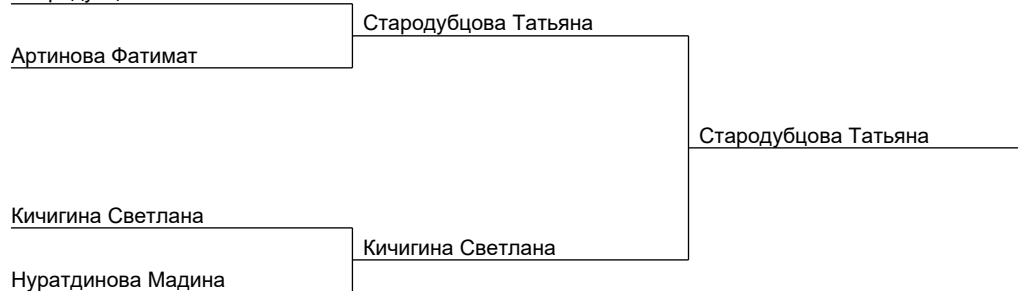 Стародубцова Татьяна
Артинова Фатимат
Стародубцова Татьяна
Кичигина Светлана
Кичигина Светлана
Нуратдинова Мадина